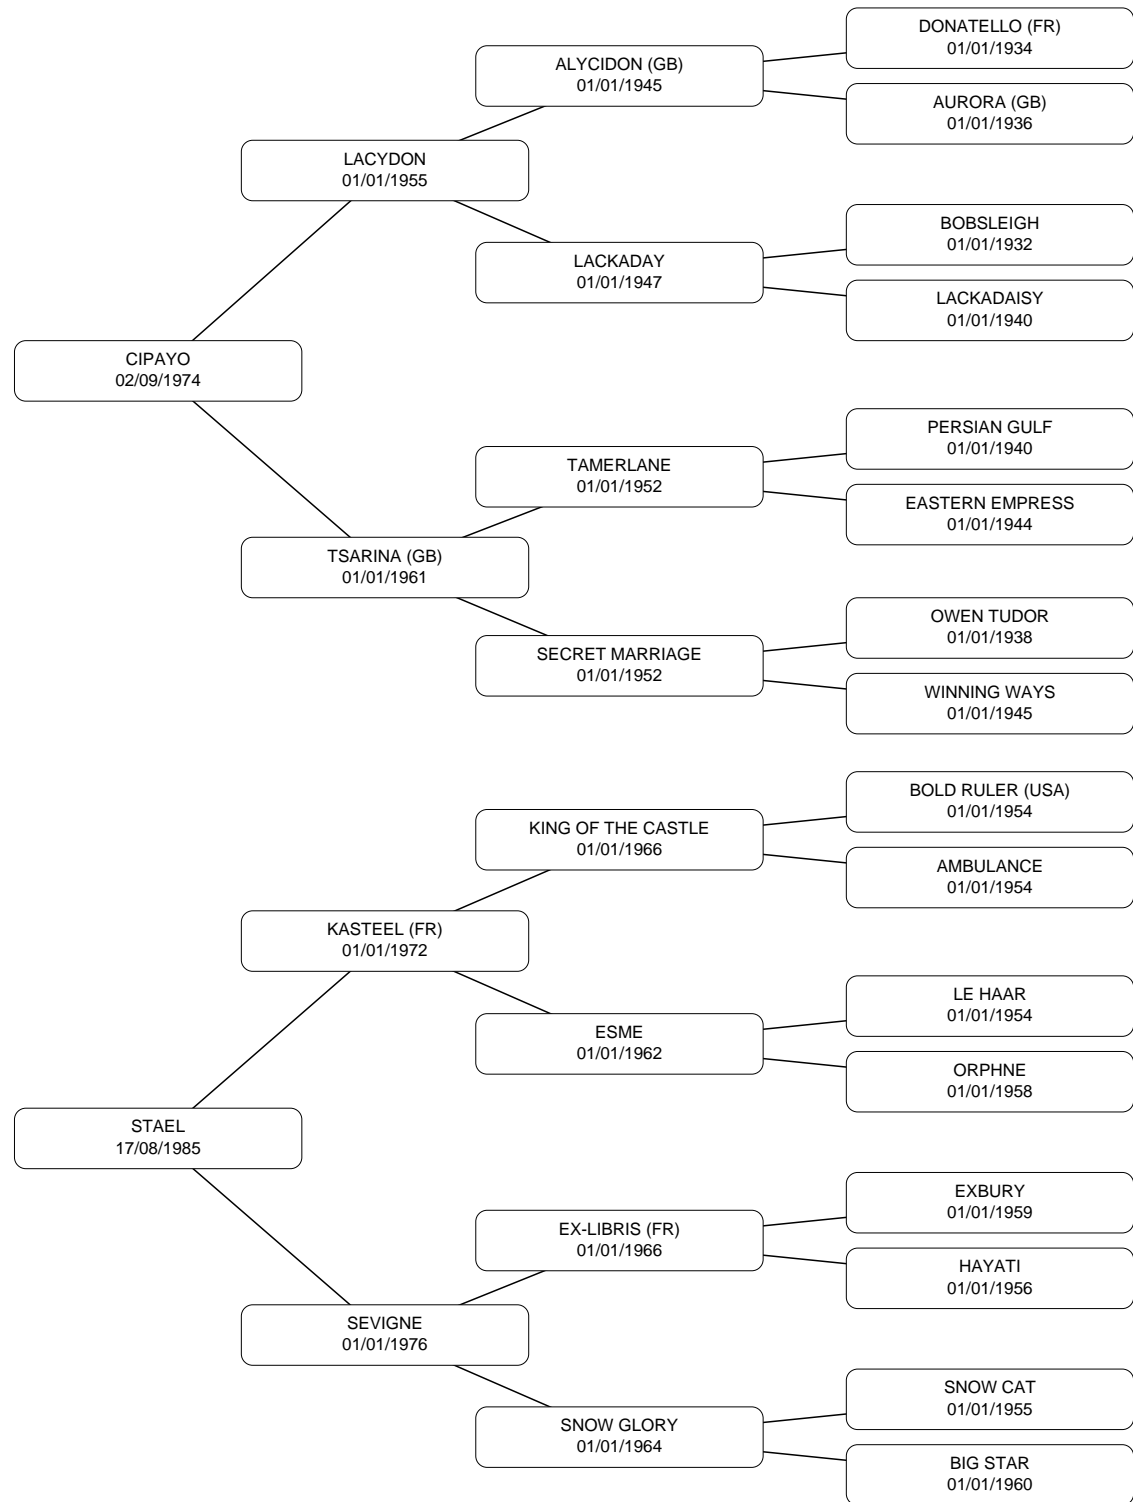 DONATELLO (FR)
01/01/1934
ALYCIDON (GB)
01/01/1945
AURORA (GB)
01/01/1936
LACYDON
01/01/1955
BOBSLEIGH
01/01/1932
LACKADAY
01/01/1947
LACKADAISY
01/01/1940
CIPAYO
02/09/1974
PERSIAN GULF
01/01/1940
TAMERLANE
01/01/1952
EASTERN EMPRESS
01/01/1944
TSARINA (GB)
01/01/1961
OWEN TUDOR
01/01/1938
SECRET MARRIAGE
01/01/1952
WINNING WAYS
01/01/1945
BOLD RULER (USA)
01/01/1954
KING OF THE CASTLE
01/01/1966
AMBULANCE
01/01/1954
KASTEEL (FR)
01/01/1972
LE HAAR
01/01/1954
ESME
01/01/1962
ORPHNE
01/01/1958
STAEL
17/08/1985
EXBURY
01/01/1959
EX-LIBRIS (FR)
01/01/1966
HAYATI
01/01/1956
SEVIGNE
01/01/1976
SNOW CAT
01/01/1955
SNOW GLORY
01/01/1964
BIG STAR
01/01/1960